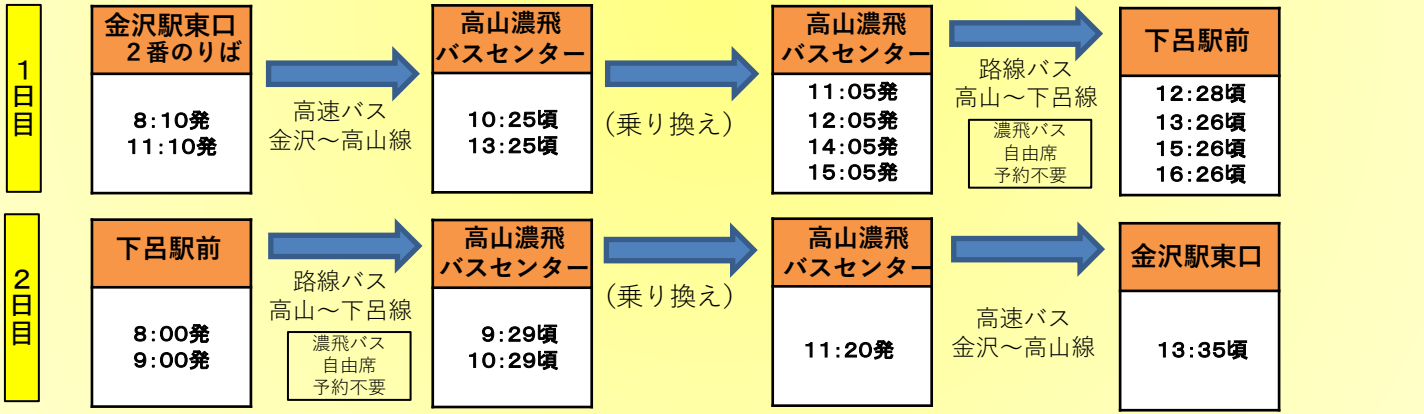 1日目
金沢駅東口
２番のりば
8:10発
11:10発
高速バス
金沢～高山線
高山濃飛
バスセンター
10:25頃
13:25頃
（乗り換え）
高山濃飛
バスセンター
11:05発
12:05発
14:05発
15:05発
路線バス
高山～下呂線
濃飛バス
自由席
予約不要
下呂駅前
12:28頃
13:26頃
15:26頃
16:26頃
2日目
下呂駅前
8:00発
9:00発
路線バス
高山～下呂線
濃飛バス
自由席
予約不要
高山濃飛
バスセンター
9:29頃
10:29頃
（乗り換え）
高山濃飛
バスセンター
11:20発
高速バス
金沢～高山線
金沢駅東口
13:35頃